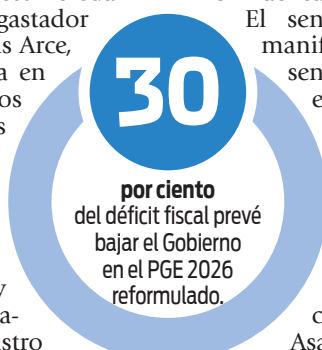 gastador
s Arce,
a en
os
s
y
a-
stro
30
por ciento
del déficit fiscal prevé
bajar el Gobierno
en el PGE 2026
reformulado.
El sen
manif
sen
e
o
Asa